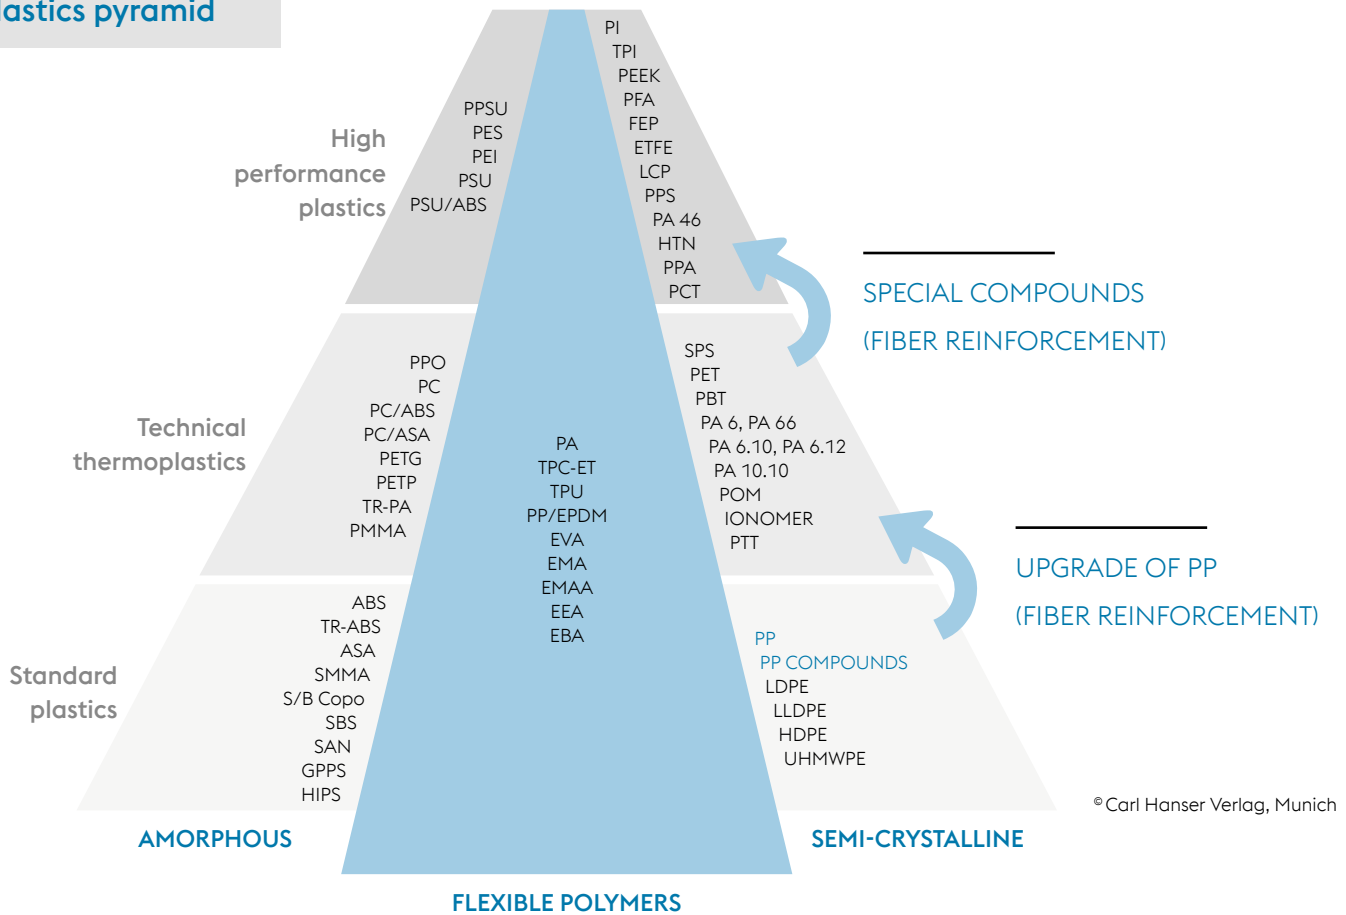 lastics pyramid
High
performance
plastics
PPSU
PES
PEI
PSU
PSU/ABS
PI
TPI
PEEK
PFA
FEP
ETFE
LCP
PPS
PA 46
HTN
PPA
PCT
SPECIAL COMPOUNDS
(FIBER REINFORCEMENT)
Technical
thermoplastics
PPO
PC
PC/ABS
PC/ASA
PETG
PETP
TR-PA
PMMA
PA
TPC-ET
TPU
PP/EPDM
EVA
EMA
EMAA
EEA
EBA
SPS
PET
PBT
PA 6, PA 66
PA 6.10, PA 6.12
PA 10.10
POM
IONOMER
PTT
UPGRADE OF PP
(FIBER REINFORCEMENT)
Standard
plastics
ABS
TR-ABS
ASA
SMMA
S/B Copo
SBS
SAN
GPPS
HIPS
PP
PP COMPOUNDS
LDPE
LLDPE
HDPE
UHMWPE
© Carl Hanser Verlag, Munich
AMORPHOUS
SEMI-CRYSTALLINE
FLEXIBLE POLYMERS